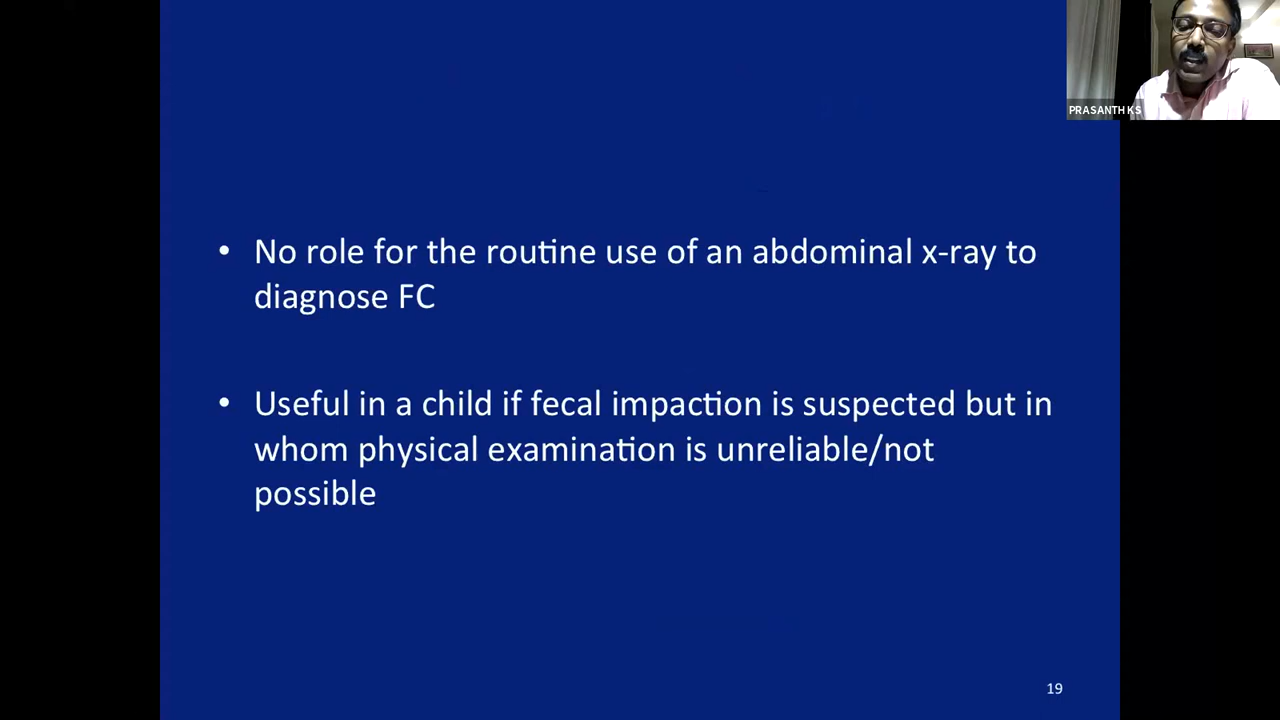 PRASANTH KS
• No role for the routine use of an abdominal x-ray to
diagnose FC
• Useful in a child if fecal impaction is suspected but in
whom physical examination is unreliable/not
possible
19